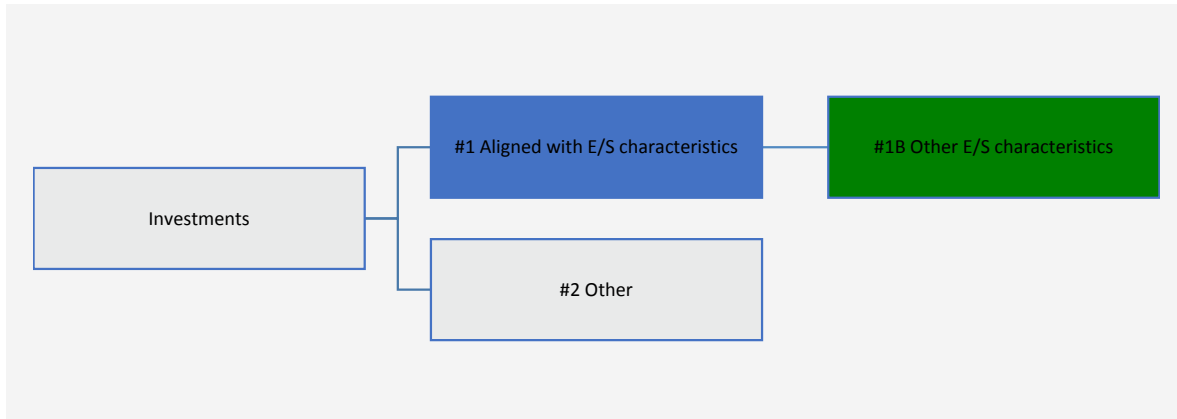 #1 Aligned with E/S characteristics
#1B Other E/S characteristics
Investments
#2 Other